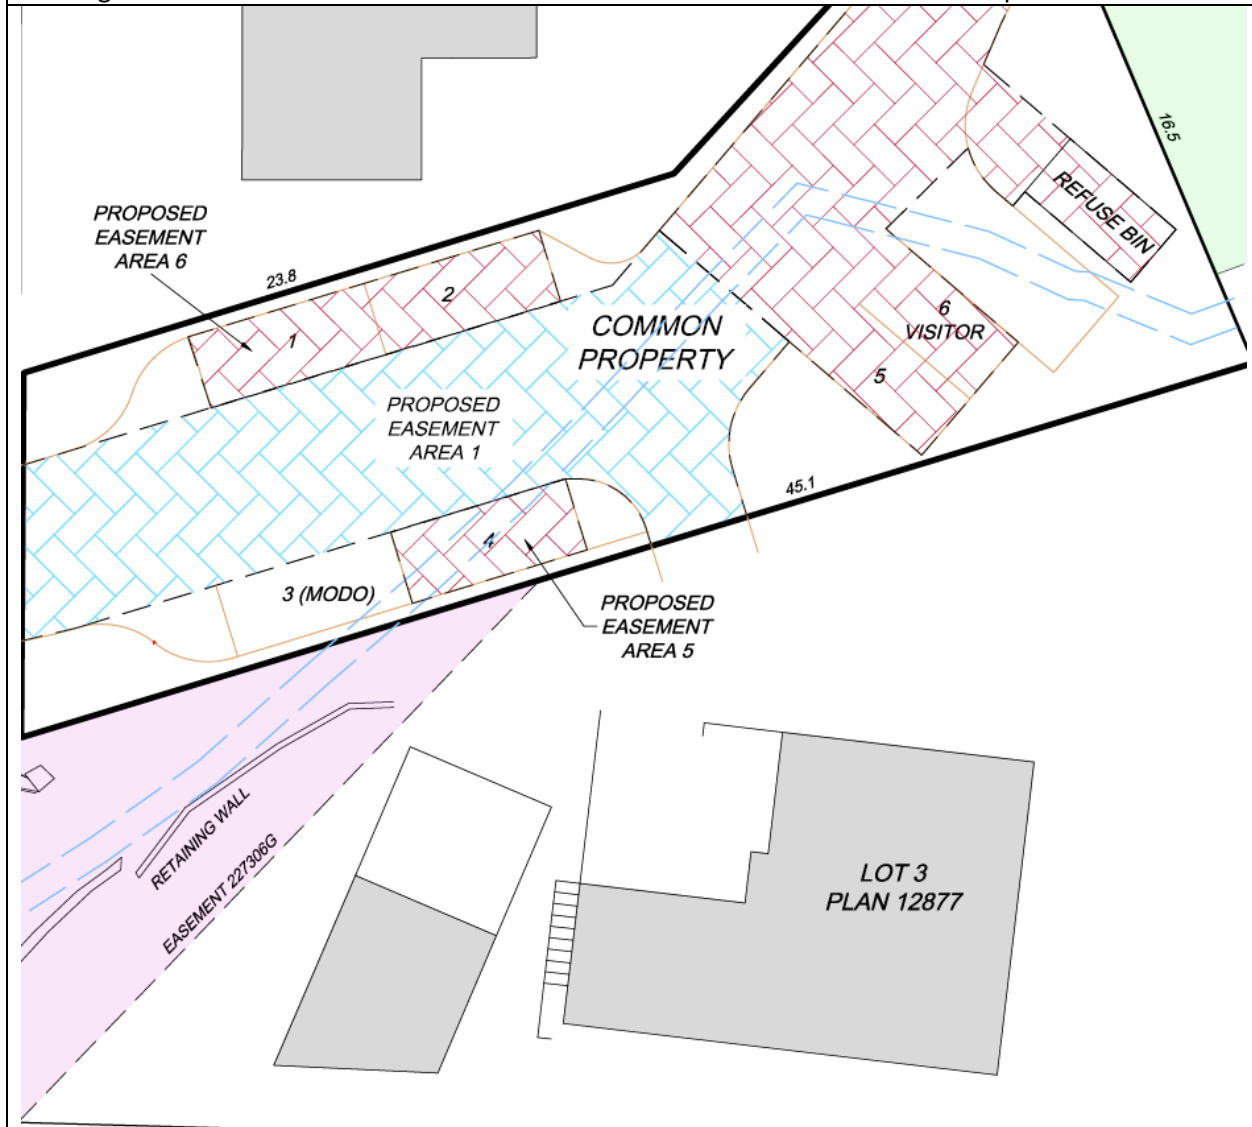 16.5
REFUSE BIN
PROPOSED
EASEMENT
AREA 6
23.8
2
1
COMMON
PROPERTY
6
VISITOR
5
PROPOSED
EASEMENT
AREA 1
45.1
4
3 (MODO)
PROPOSED
EASEMENT
AREA 5
RETAINING WALL
EASEMENT 227306G
LOT 3
PLAN 12877